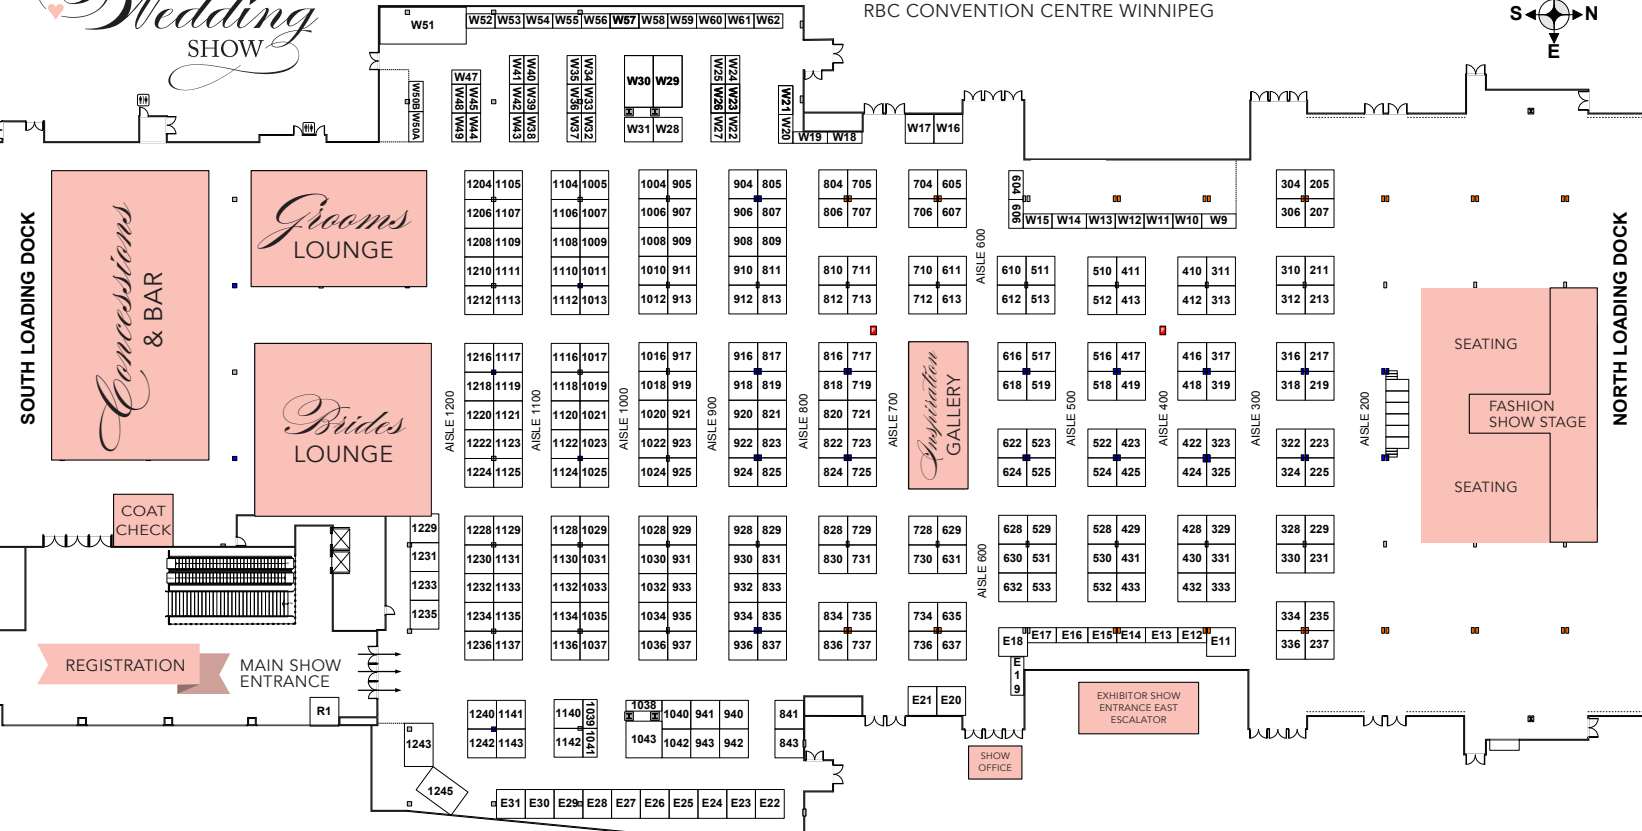 Wedding
SHOW
RBC CONVENTION CENTRE WINNIPEG
S N
E
W51 W52 W53 W54 W55 W56 W57 W58 W59 W60 W61 W62
W50B W50A
W47
W48 W45
W49 W44
W41 W40
W42 W39
W43 W38
W35 W34
W36 W33
W37 W32
W30 W29
W31 W28
W25 W24
W26 W23
W27 W22
W21
W20
W19 W18
W17 W16
SOUTH LOADING DOCK
Concessions
& BAR
Grooms
LOUNGE
Brides
LOUNGE
COAT
CHECK
1204 1105 1104 1005 1004 905 904 805 804 705 704 605 604 304 205
1206 1107 1106 1007 1006 907 906 807 806 707 706 607 606 306 207
W15 W14 W13 W12 W11 W10 W9
1208 1109 1108 1009 1008 909 908 809
AISLE 600
1210 1111 1110 1011 1010 911 910 811 810 711 710 611 610 511 510 411 410 311 310 211
1212 1113 1112 1013 1012 913 912 813 812 713 712 613 612 513 512 413 412 313 312 213
1216 1117 1116 1017 1016 917 916 817 816 717 616 517 516 417 416 317 316 217
1218 1119 1118 1019 1018 919 918 819 818 719 618 519 518 419 418 319 318 219
1220 1121 1120 1021 1020 921 920 821 820 721
1222 1123 1122 1023 1022 923 922 823 822 723 622 523 522 423 422 323 322 223
1224 1125 1124 1025 1024 925 924 825 824 725 624 525 524 425 424 325 324 225
AISLE 1200
AISLE 1100
AISLE 1000
AISLE 900
AISLE 800
AISLE 700
Inspiration
GALLERY
AISLE 500
AISLE 400
AISLE 300
AISLE 200
SEATING
FASHION
SHOW STAGE
SEATING
NORTH LOADING DOCK
1229
1231
1233
1235
1228 1129 1128 1029 1028 929 928 829 828 729 728 629 628 529 528 429 428 329 328 229
1230 1131 1130 1031 1030 931 930 831 830 731 730 631 630 531 530 431 430 331 330 231
1232 1133 1132 1033 1032 933 932 833 632 533 532 433 432 333
AISLE 600
1234 1135 1134 1035 1034 935 934 835 834 735 734 635 334 235
1236 1137 1136 1037 1036 937 936 837 836 737 736 637 336 237
E18 E17 E16 E15 E14 E13 E12 E11
E19
REGISTRATION
MAIN SHOW
ENTRANCE
R1
1240 1141
1242 1143
1140 1039
1142 1041
1038
1043
1040 941 940
1042 943 942
841
843
E21 E20
EXHIBITOR SHOW
ENTRANCE EAST
ESCALATOR
SHOW
OFFICE
1243
1245
E31 E30 E29 E28 E27 E26 E25 E24 E23 E22